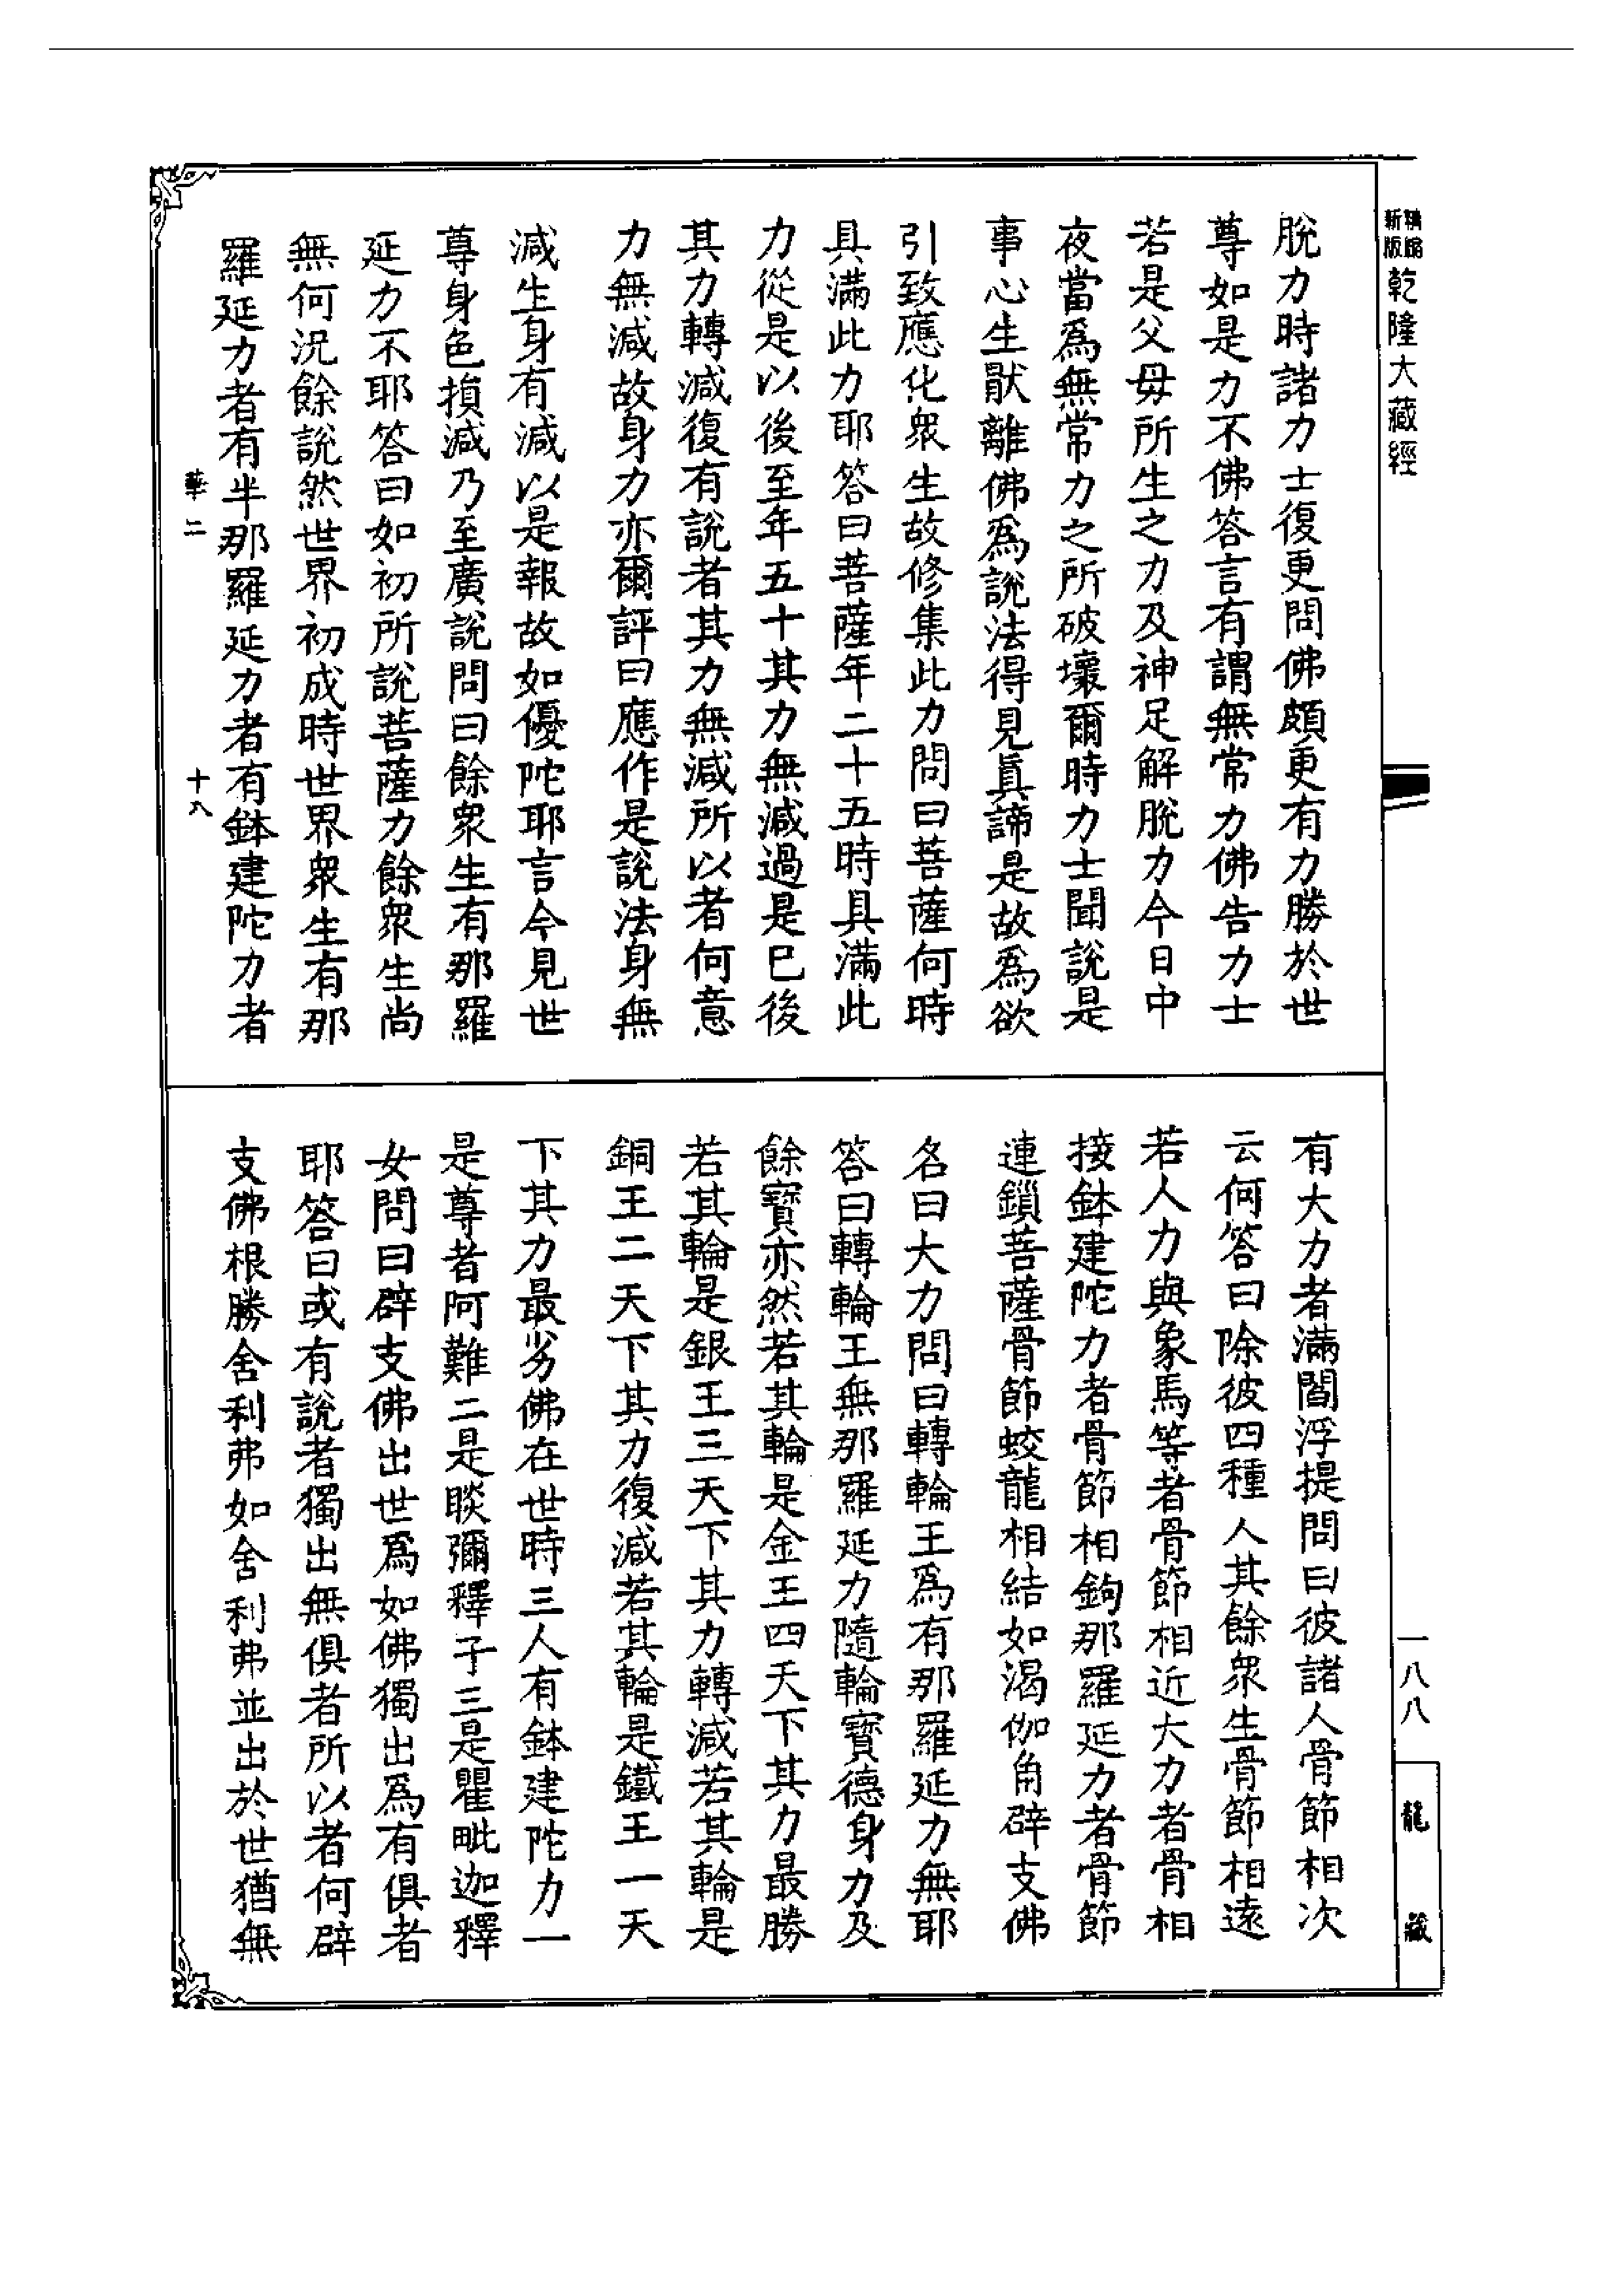 新版精縮乾隆大藏經
脫力時諸力士復更問佛頗更有力勝於世
尊如是力不佛答言有謂無常力佛告力士
若是父母所生之力及神足解脫力今日中
夜當爲無常力之所破壞爾時力士聞說是
事心生厭離佛爲說法得見眞諦是故爲欲
引致應化衆生故修集此力問曰菩薩何時
具滿此力耶答曰菩薩年二十五時具滿此
力從是以後至年五十其力無減過是已後
其力轉減復有說者其力無減所以者何意
力無減故身力亦爾評曰應作是說法身無
減生身有減以是報故如優陀耶言今見世
尊身色損減乃至廣說問曰餘衆生有那羅
延力不耶答曰如初所說菩薩力餘衆生尚
無何況餘說然世界初成時世界衆生有那
羅延力者有半那羅延力者有鉢建陀力者
華二
十八
一八八
龍藏
有大力者滿閻浮提問曰彼諸人骨節相次
云何答曰除彼四種人其餘衆生骨節相遠
若人力與象馬等者骨節相近大力者骨相
接鉢建陀力者骨節相鉤那羅延力者骨節
連鎖菩薩骨節蛟龍相結如渴伽角辟支佛
名曰大力問曰轉輪王爲有那羅延力無耶
答曰轉輪王無那羅延力隨輪寶德身力及
餘寶亦然若其輪是金王四天下其力最勝
若其輪是銀王三天下其力轉減若其輪是
銅王二天下其力復減若其輪是鐵王一天
下其力最劣佛在世時三人有鉢建陀力一
是尊者阿難二是睒彌釋子三是瞿毗迦釋
女問曰辟支佛出世爲如佛獨出爲有俱者
耶答曰或有說者獨出無俱者所以者何辟
支佛根勝舍利弗如舍利弗並出於世猶無